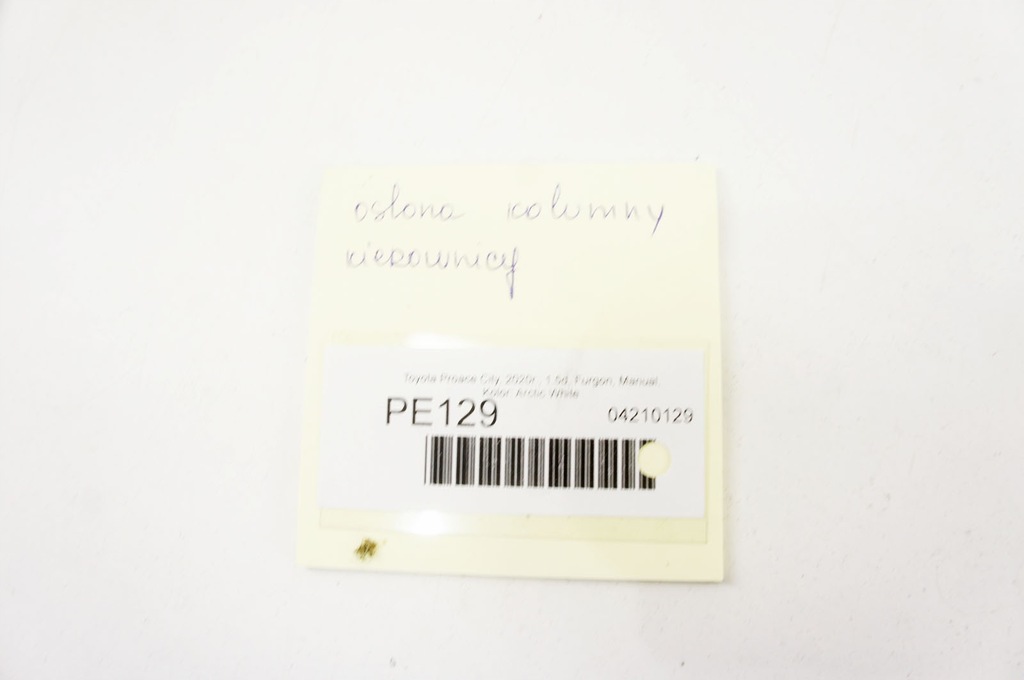 osłona kolumny
kierownicy
Toyota Proace City, 2020r., 1.5d, Furgon, Manual,
Kolor: Arctic White
PE129 04210129